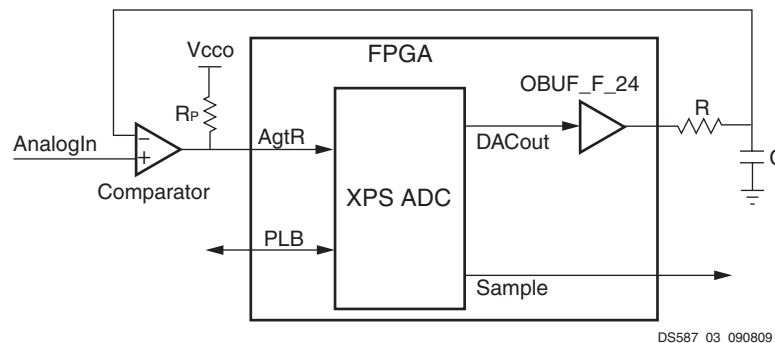 Vcco
FPGA
OBUF_F_24
RP
R
AnalogIn
−
+
AgtR
DACout
Comparator
XPS ADC
PLB
Sample
DS587_03_090809